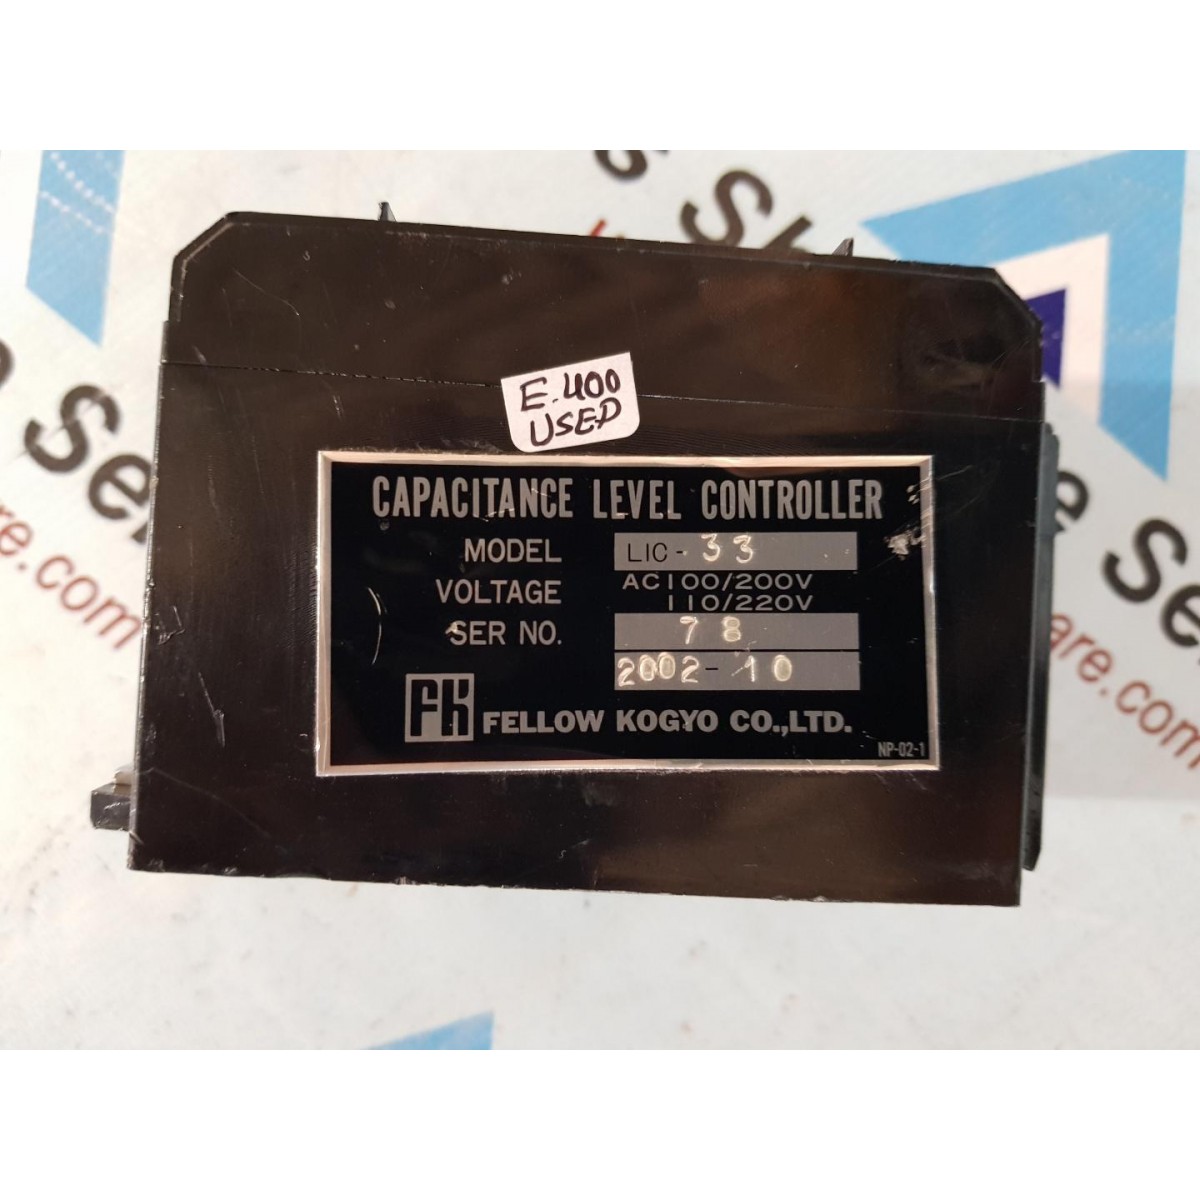 E.400
USED
CAPACITANCE LEVEL CONTROLLER
MODEL LIC-33
VOLTAGE AC100/200V
110/220V
SER NO. 78
2002-10
FK FELLOW KOGYO CO.,LTD.
NP-02-1